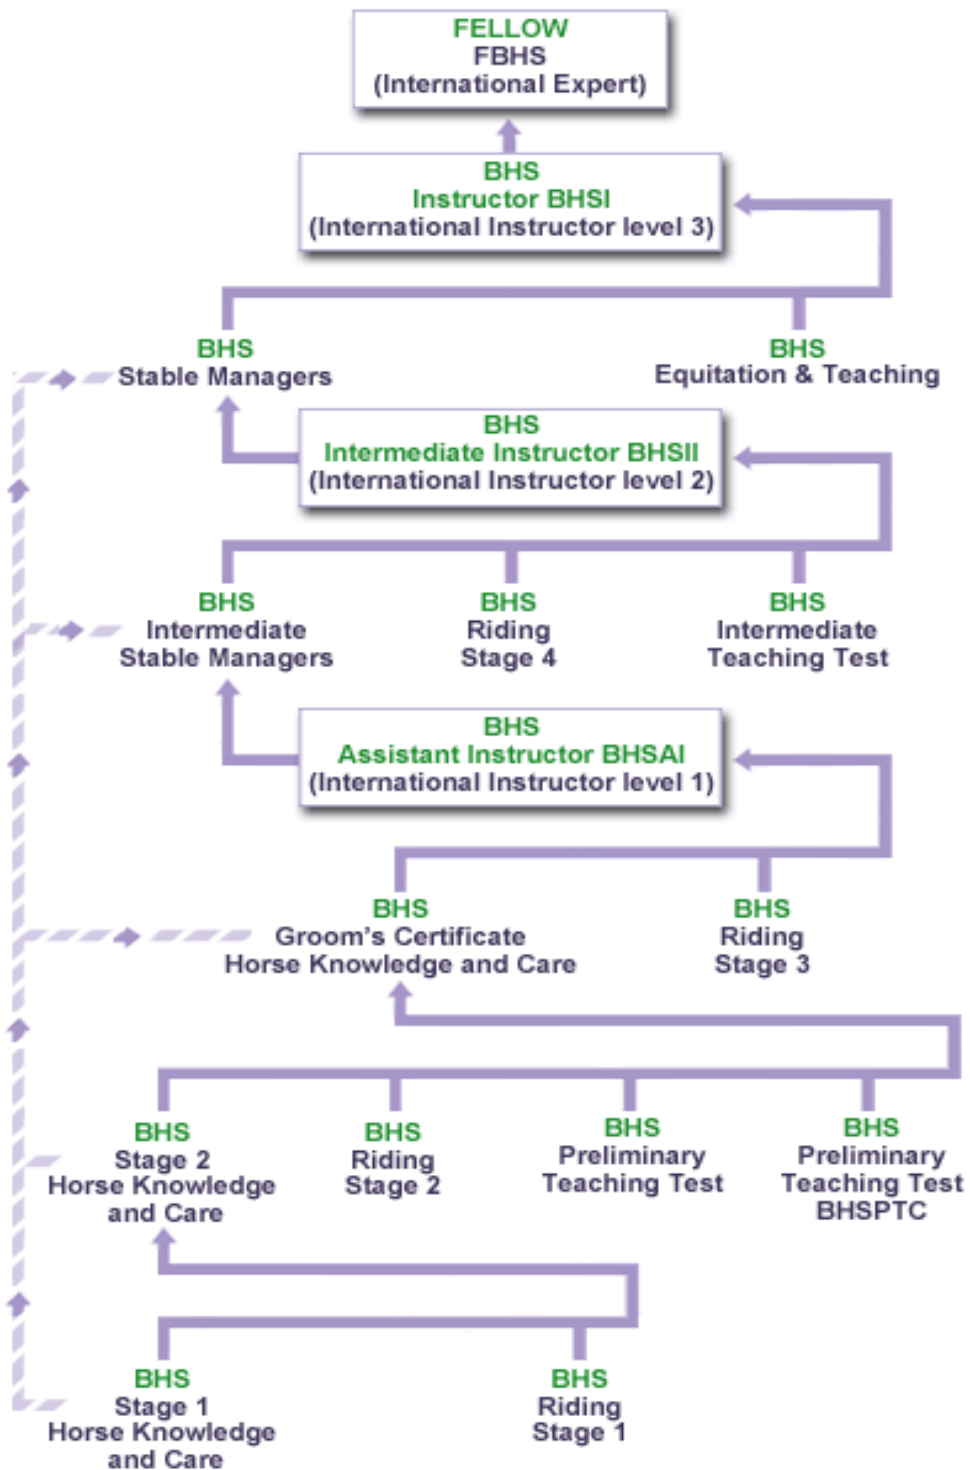 FELLOW
FBHS
(International Expert)
BHS
Instructor BHSI
(International Instructor level 3)
BHS
Stable Managers
BHS
Equitation & Teaching
BHS
Intermediate Instructor BHSII
(International Instructor level 2)
BHS
Intermediate
Stable Managers
BHS
Riding
Stage 4
BHS
Intermediate
Teaching Test
BHS
Assistant Instructor BHSAI
(International Instructor level 1)
BHS
Groom's Certificate
Horse Knowledge and Care
BHS
Riding
Stage 3
BHS
Stage 2
Horse Knowledge
and Care
BHS
Riding
Stage 2
BHS
Preliminary
Teaching Test
BHS
Preliminary
Teaching Test
BHSPTC
BHS
Stage 1
Horse Knowledge
and Care
BHS
Riding
Stage 1